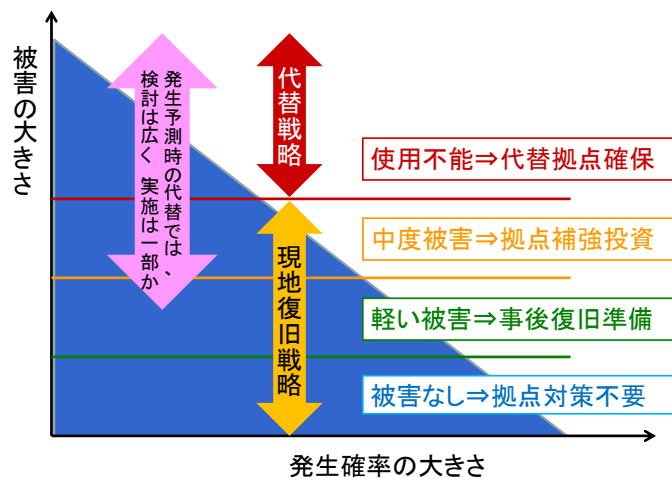 被害の大きさ
発生予測時の代替では、
検討は広く 実施は一部か
代替戦略
現地復旧戦略
使用不能⇒代替拠点確保
中度被害⇒拠点補強投資
軽い被害⇒事後復旧準備
被害なし⇒拠点対策不要
発生確率の大きさ